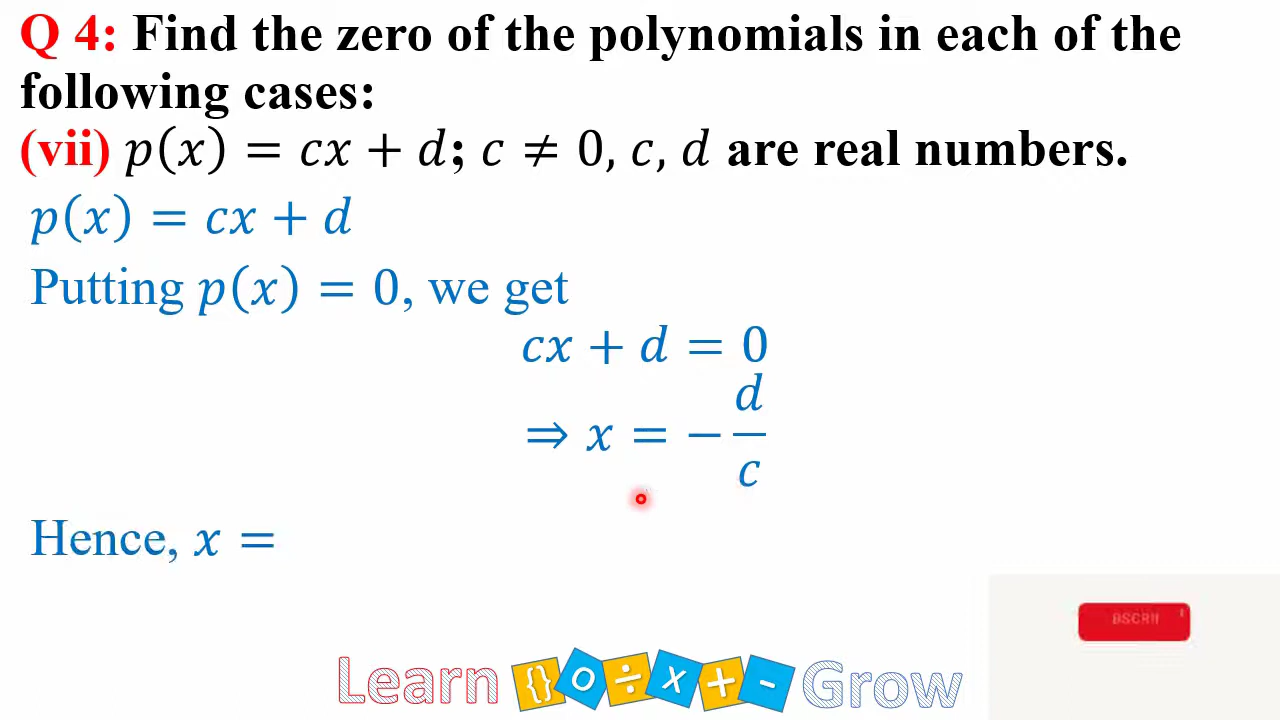 Q 4: Find the zero of the polynomials in each of the
following cases:
(vii) p(x) = cx + d; c ≠ 0, c, d are real numbers.
p(x) = cx + d
Putting p(x) = 0, we get
cx + d = 0
⇒ x = − d/c
Hence, x =
Learn {} o ÷ x + - Grow